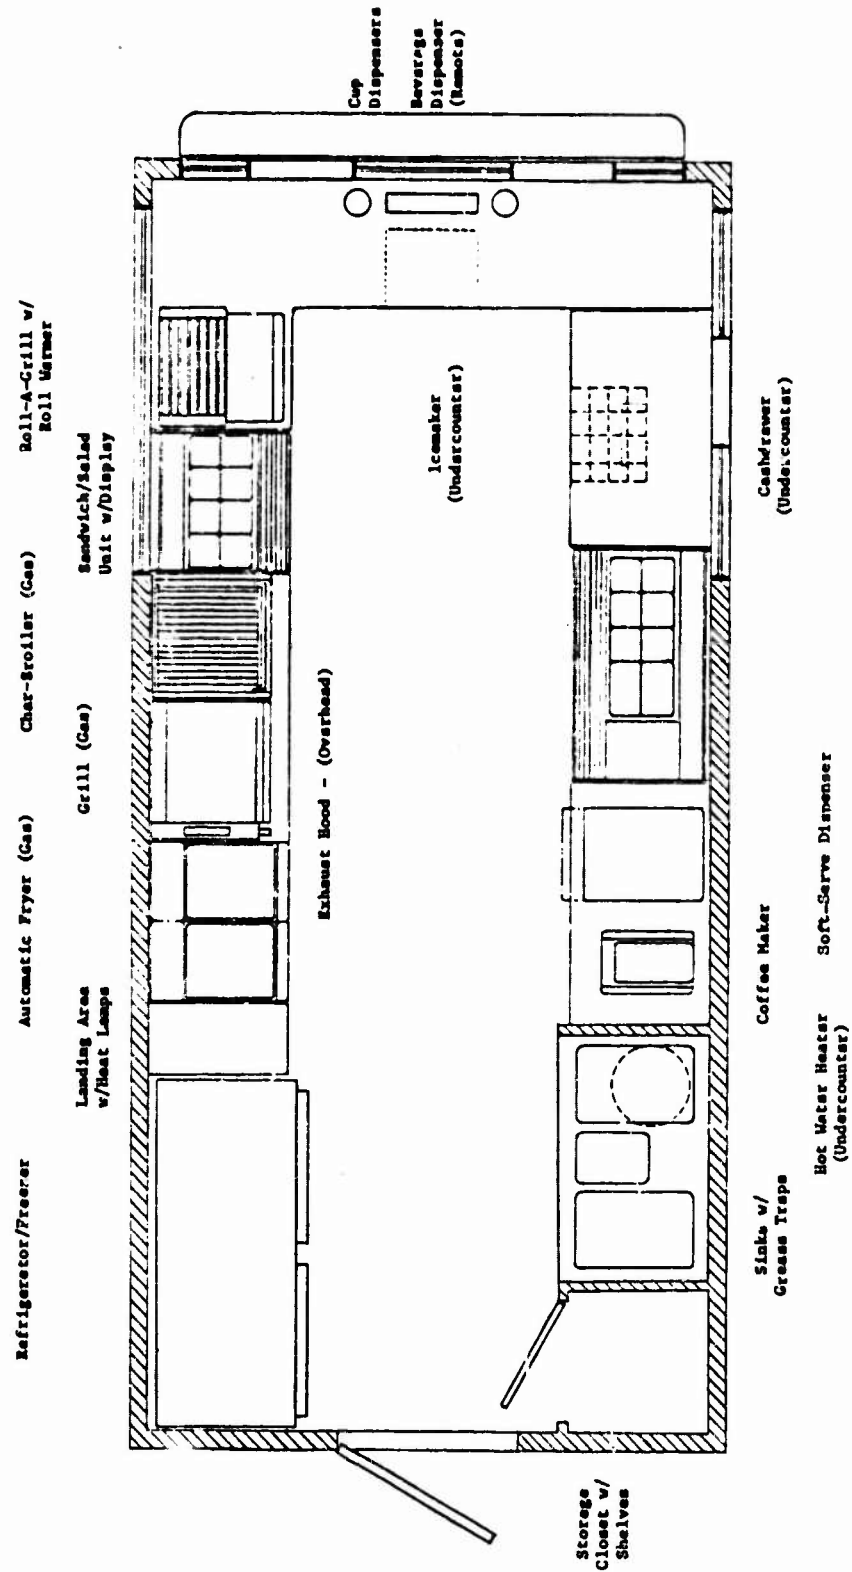 Refrigerator/Freezer
Automatic Fryer (Gas)
Char-Broiler (Gas)
Roll-A-Grill w/
Roll Warmer
Landing Area
w/Heat Lamps
Grill (Gas)
Sandwich/Salad
Unit w/Display
Exhaust Hood - (Overhead)
Cup
Dispensers
Beverage
Dispenser
(Remote)
Icemaker
(Undercounter)
Storage
Closet w/
Shelves
Sinks w/
Grease Traps
Coffee Maker
Cashdrawer
(Undercounter)
Hot Water Heater
(Undercounter)
Soft-Serve Dispenser